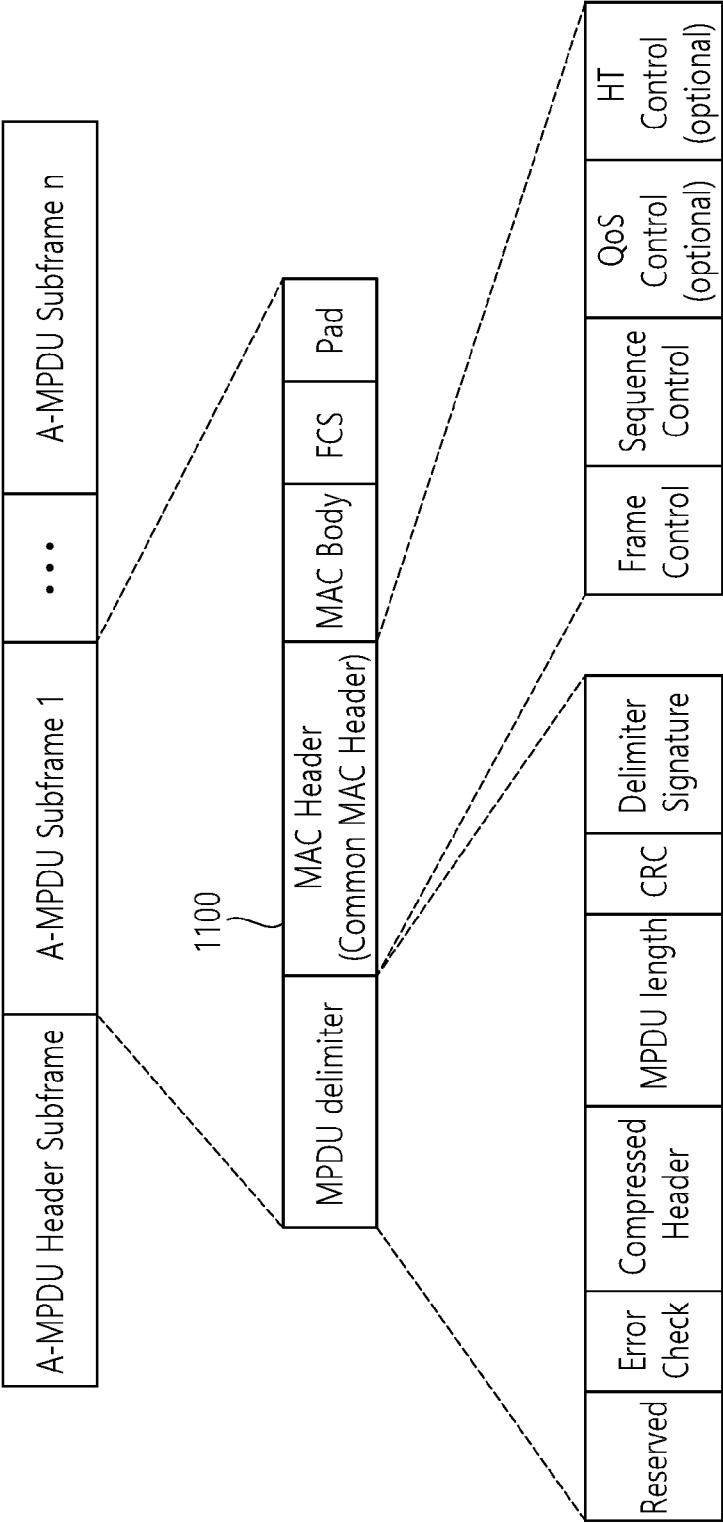 A-MPDU Header Subframe
A-MPDU Subframe 1
• • •
A-MPDU Subframe n
1100
MPDU delimiter
MAC Header
(Common MAC Header)
MAC Body
FCS
Pad
Reserved
Error
Check
Compressed
Header
MPDU length
CRC
Delimiter
Signature
Frame
Control
Sequence
Control
QoS
Control
(optional)
HT
Control
(optional)